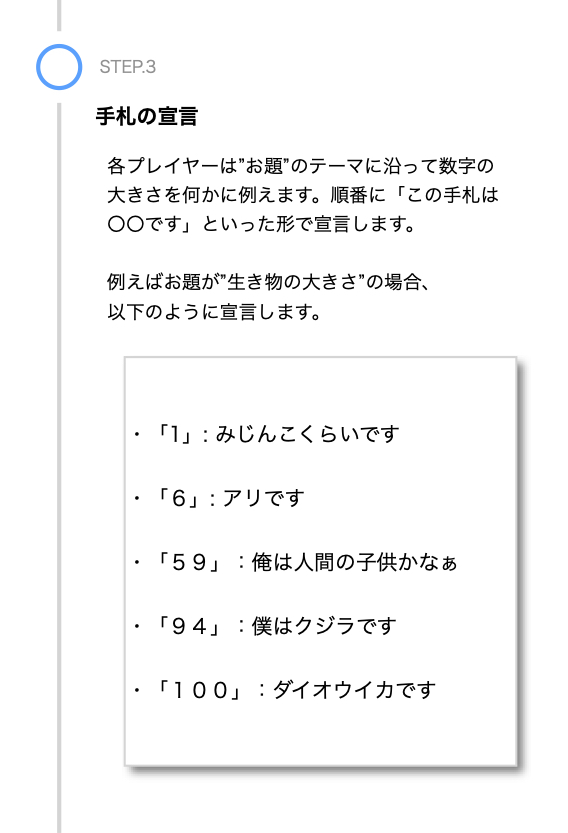 STEP.3
手札の宣言
各プレイヤーは”お題”のテーマに沿って数字の
大きさを何かに例えます。順番に「この手札は
〇〇です」といった形で宣言します。
例えばお題が”生き物の大きさ”の場合、
以下のように宣言します。
・「1」: みじんこくらいです
・「６」: アリです
・「５９」：俺は人間の子供かなぁ
・「９４」：僕はクジラです
・「１００」：ダイオウイカです